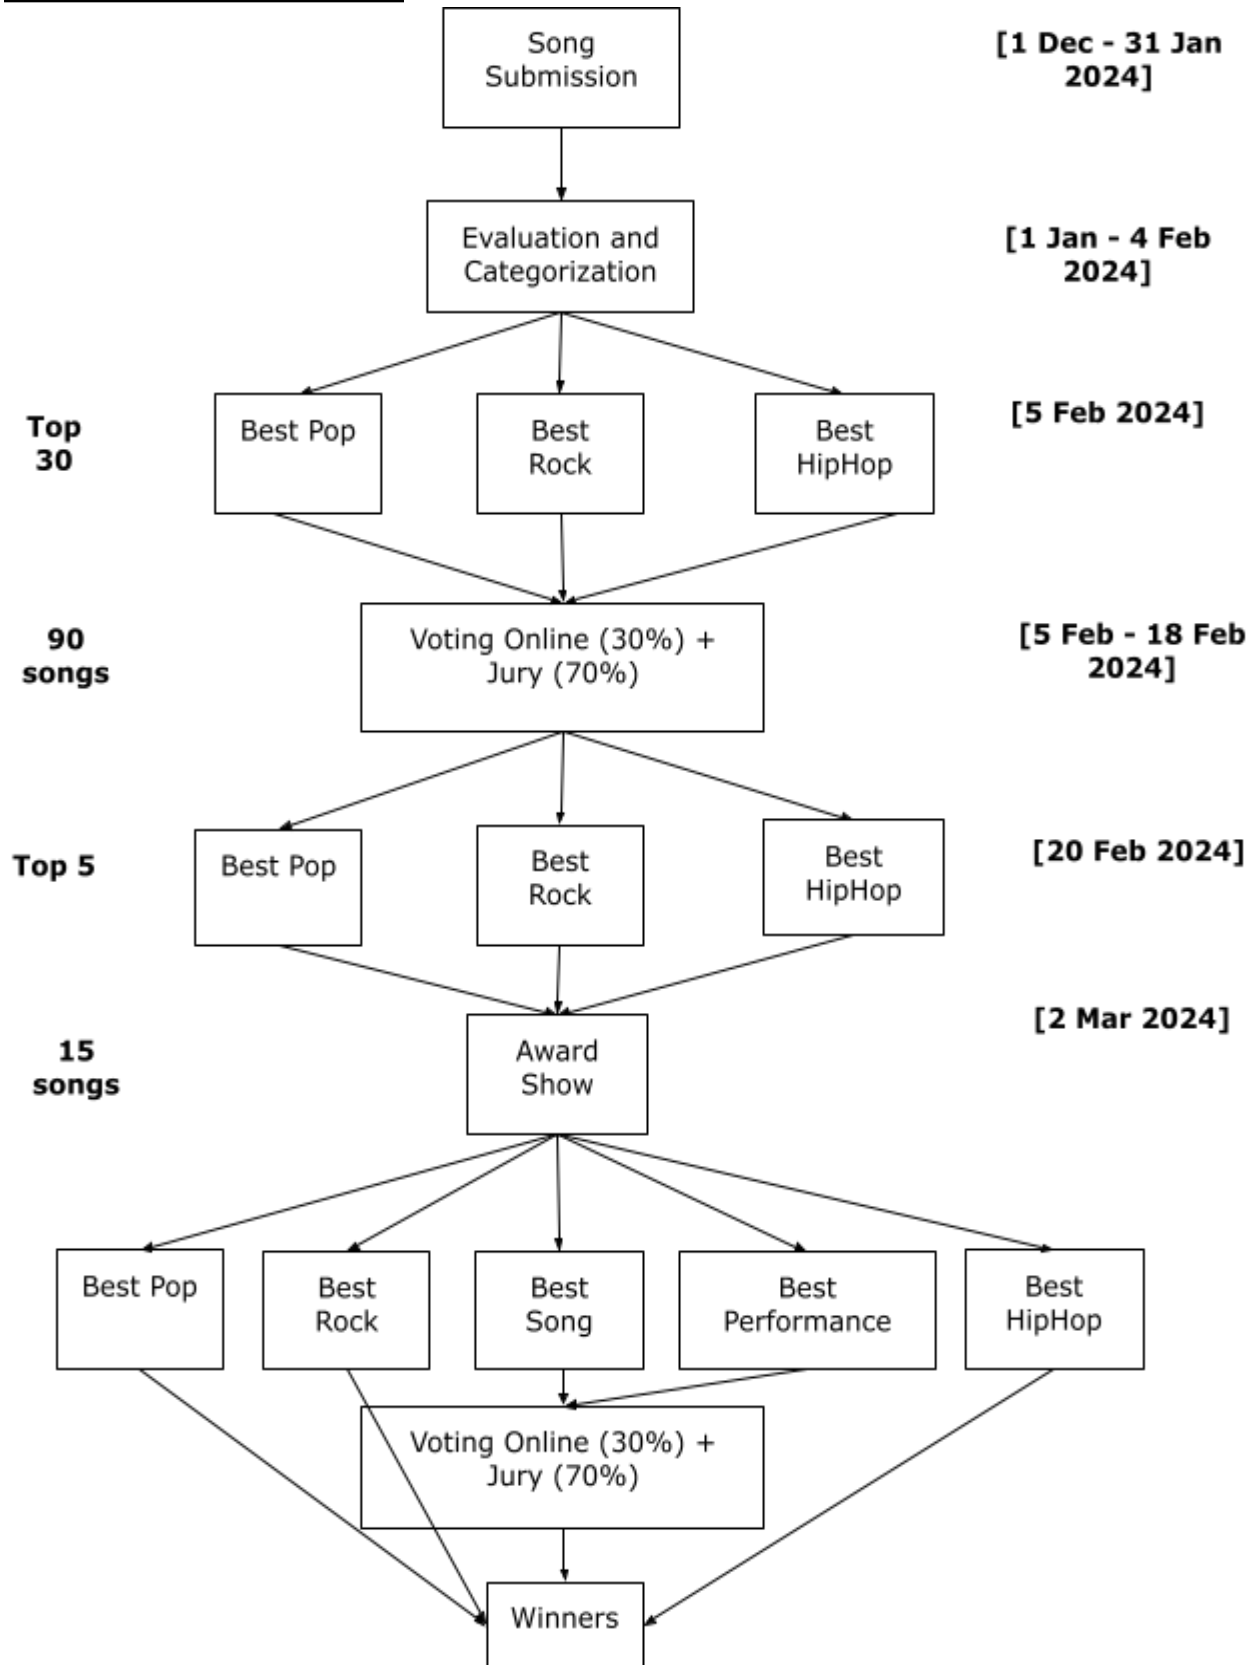 Song
Submission
[1 Dec - 31 Jan
2024]
Evaluation and
Categorization
[1 Jan - 4 Feb
2024]
Top
30
Best Pop
Best
Rock
Best
HipHop
[5 Feb 2024]
90
songs
Voting Online (30%) +
Jury (70%)
[5 Feb - 18 Feb
2024]
Top 5
Best Pop
Best
Rock
Best
HipHop
[20 Feb 2024]
15
songs
Award
Show
[2 Mar 2024]
Best Pop
Best
Rock
Best
Song
Best
Performance
Best
HipHop
Voting Online (30%) +
Jury (70%)
Winners